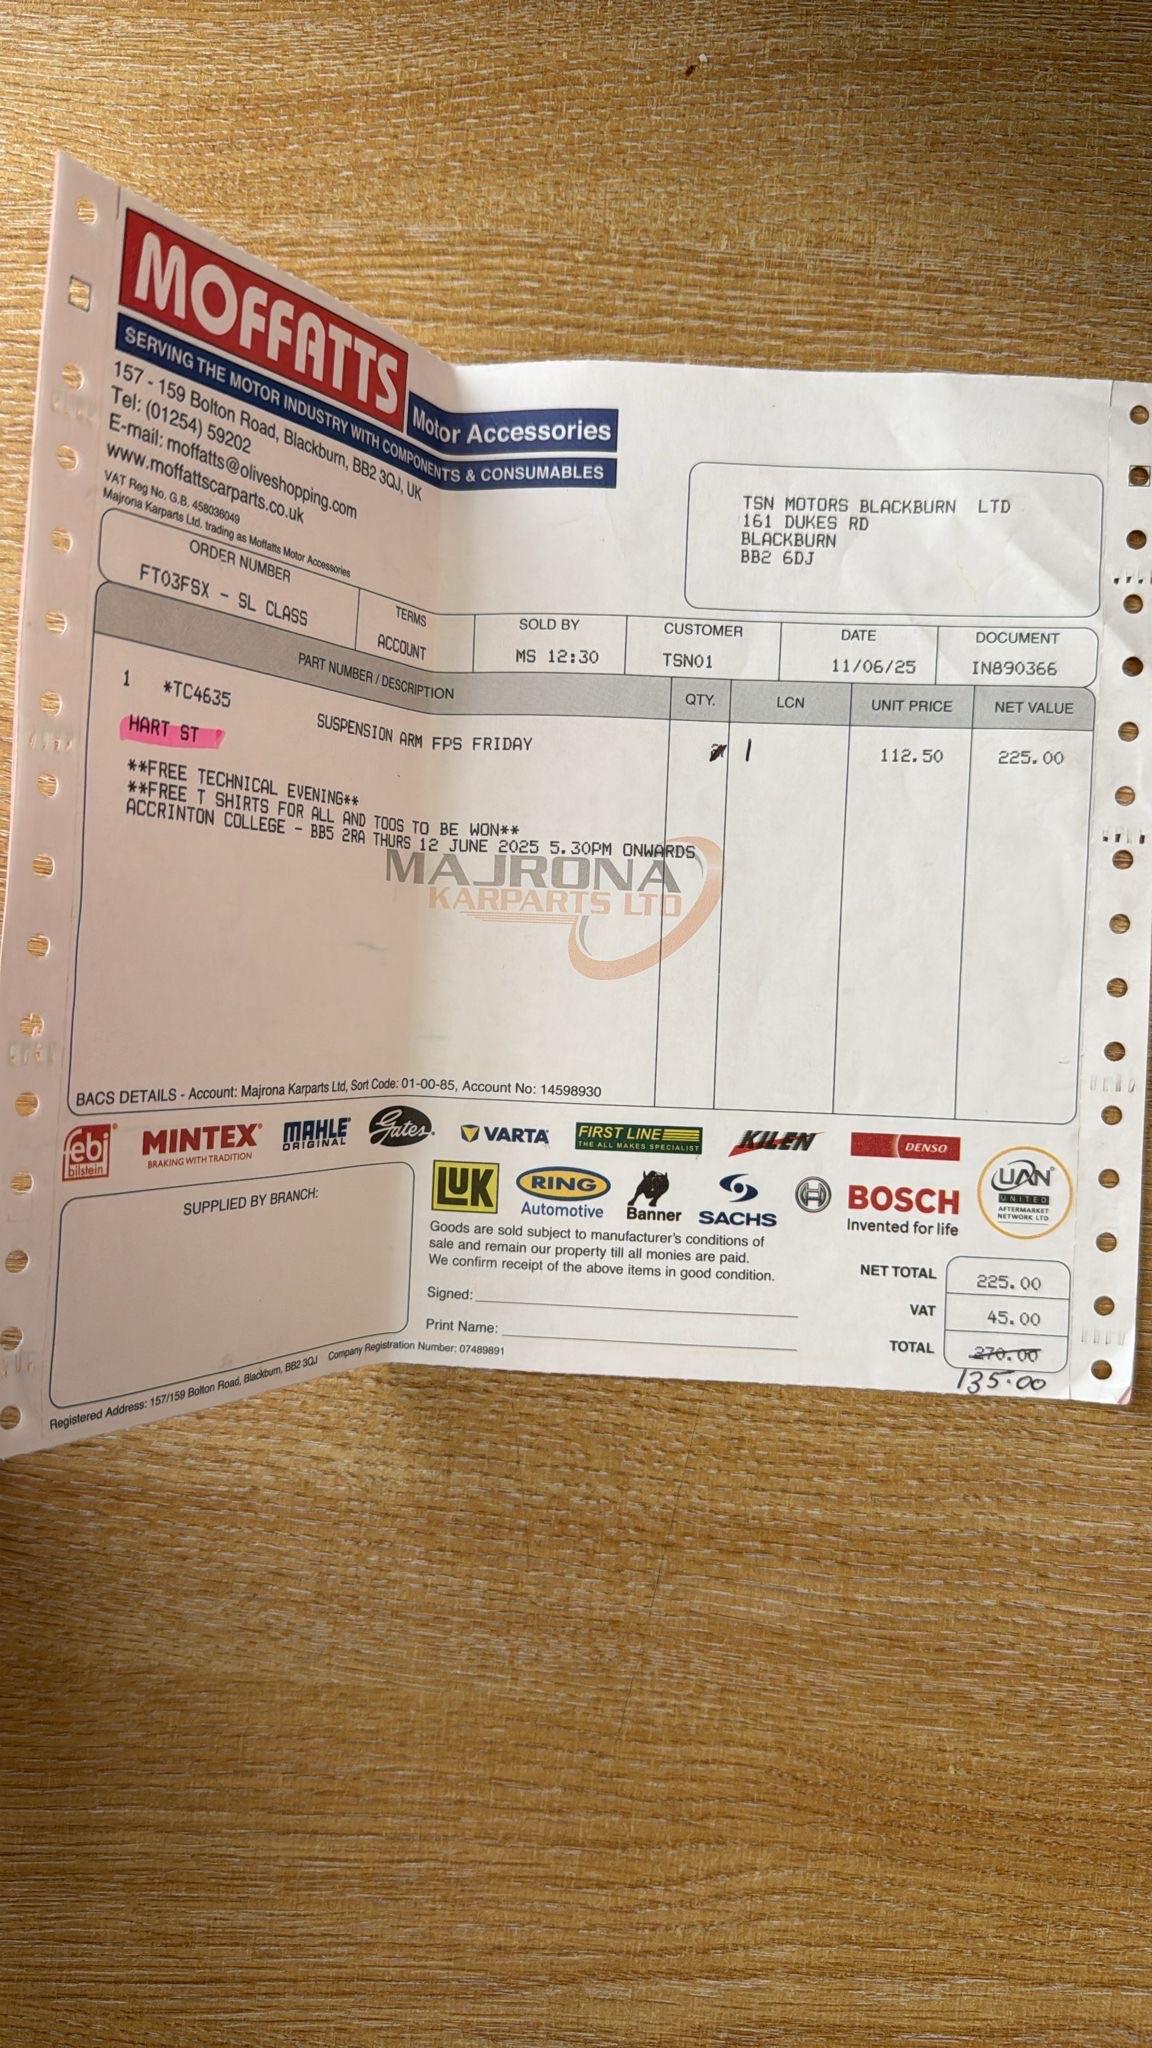 MOFFATTS
Motor Accessories
SERVING THE MOTOR INDUSTRY WITH COMPONENTS & CONSUMABLES
157 - 159 Bolton Road, Blackburn, BB2 3QJ, UK
Tel: (01254) 59202
E-mail: moffatts@oliveshopping.com
www.moffattscarparts.co.uk
VAT Reg No. G.B. 458036049
Majrona Karparts Ltd. trading as Moffatts Motor Accessories
TSN MOTORS BLACKBURN LTD
161 DUKES RD
BLACKBURN
BB2 6DJ
ORDER NUMBER TERMS SOLD BY CUSTOMER DATE DOCUMENT
FT03FSX - SL CLASS ACCOUNT MS 12:30 TSN01 11/06/25 IN890366
PART NUMBER / DESCRIPTION QTY. LCN UNIT PRICE NET VALUE
1 *TC4635
SUSPENSION ARM FPS FRIDAY 1 112.50 225.00
HART ST
**FREE TECHNICAL EVENING**
**FREE T SHIRTS FOR ALL AND TOOS TO BE WON**
ACCRINTON COLLEGE - BB5 2RA THURS 12 JUNE 2025 5.30PM ONWARDS
MAJRONA
KARPARTS LTD
BACS DETAILS - Account: Majrona Karparts Ltd, Sort Code: 01-00-85, Account No: 14598930
febi
bilstein
MINTEX
BRAKING WITH TRADITION
MAHLE
ORIGINAL
Gates
VARTA
FIRST LINE
THE ALL MAKES SPECIALIST
KILEN
DENSO
LUK
RING
Automotive
Banner
SACHS
BOSCH
Invented for life
UAN
UNITED
AFTERMARKET
NETWORK LTD
SUPPLIED BY BRANCH:
Goods are sold subject to manufacturer's conditions of
sale and remain our property till all monies are paid.
We confirm receipt of the above items in good condition.
Signed:
Print Name:
NET TOTAL 225.00
VAT 45.00
TOTAL 270.00
135.00
Registered Address: 157/159 Bolton Road, Blackburn, BB2 3QJ Company Registration Number: 07489891